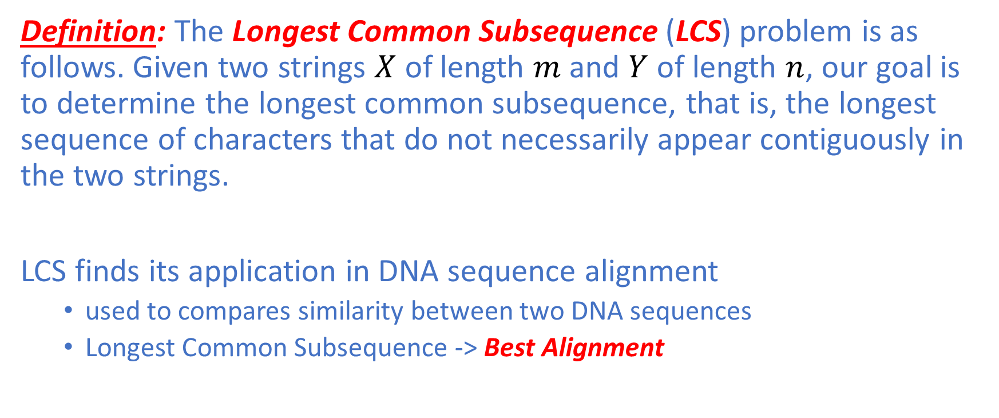 Definition: The Longest Common Subsequence (LCS) problem is as
follows. Given two strings X of length m and Y of length n, our goal is
to determine the longest common subsequence, that is, the longest
sequence of characters that do not necessarily appear contiguously in
the two strings.
LCS finds its application in DNA sequence alignment
• used to compares similarity between two DNA sequences
• Longest Common Subsequence -> Best Alignment